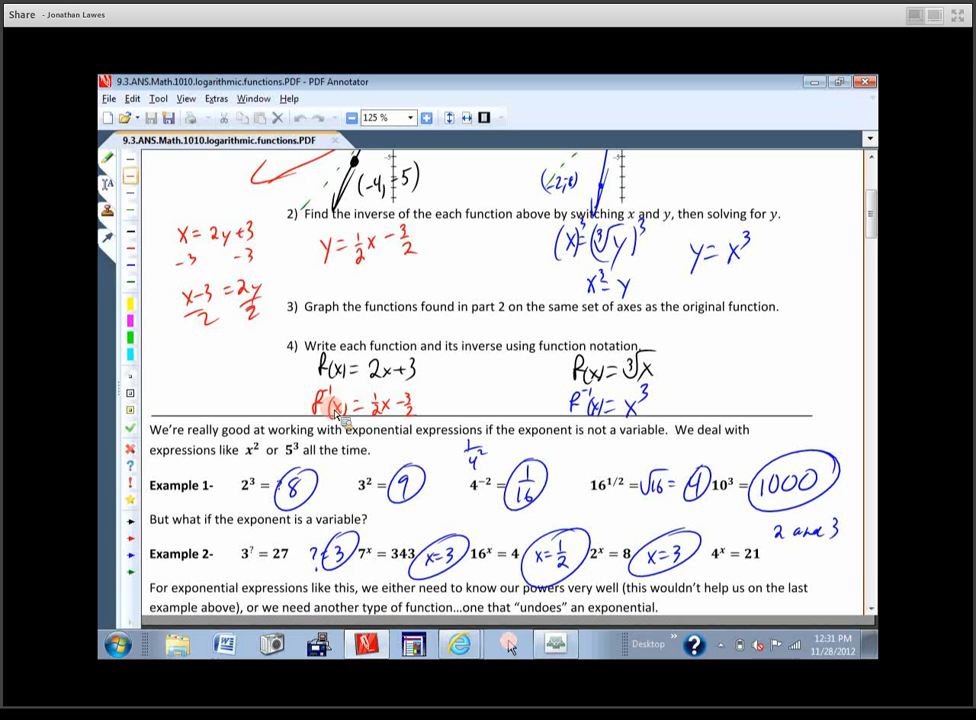 Share - Jonathan Lawes
9.3.ANS.Math.1010.logarithmic.functions.PDF - PDF Annotator
File Edit Tool View Extras Window Help
125 %
9.3.ANS.Math.1010.logarithmic.functions.PDF
(-4, -5)
2) Find the inverse of the each function above by switching x and y, then solving for y.
x = 2y + 3
-3 -3
x-3 = 2y
2 2
y = 1/2 x - 3/2
(x)³ = (∛y)³
x³ = y
y = x³
3) Graph the functions found in part 2 on the same set of axes as the original function.
4) Write each function and its inverse using function notation.
f(x) = 2x+3
f(x) = ∛x
f⁻¹(x) = 1/2 x - 3/2
f⁻¹(x) = x³
We're really good at working with exponential expressions if the exponent is not a variable. We deal with
expressions like x² or 5³ all the time.
1/4²
Example 1- 2³ = 8 3² = 9 4⁻² = 1/16 16^1/2 = √16 = 4 10³ = 1000
But what if the exponent is a variable?
2 and 3
Example 2- 3^? = 27 ?=3 7ˣ = 343 x=3 16ˣ = 4 x=1/2 2ˣ = 8 x=3 4ˣ = 21
For exponential expressions like this, we either need to know our powers very well (this wouldn't help us on the last
example above), or we need another type of function...one that "undoes" an exponential.
Desktop
12:31 PM
11/28/2012